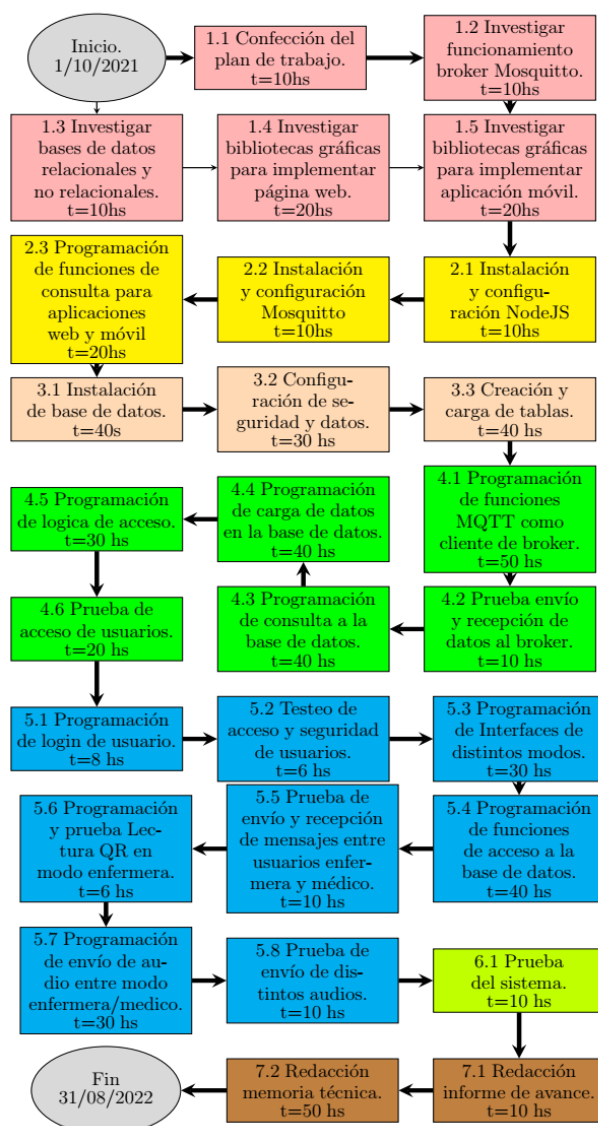 Inicio.
1/10/2021
1.1 Confección del
plan de trabajo.
t=10hs
1.2 Investigar
funcionamiento
broker Mosquitto.
t=10hs
1.3 Investigar
bases de datos
relacionales y
no relacionales.
t=10hs
1.4 Investigar
bibliotecas gráficas
para implementar
página web.
t=20hs
1.5 Investigar
bibliotecas gráficas
para implementar
aplicación móvil.
t=20hs
2.3 Programación
de funciones de
consulta para
aplicaciones
web y móvil
t=20hs
2.2 Instalación
y configuración
Mosquitto
t=10hs
2.1 Instalación
y configu-
ración NodeJS
t=10hs
3.1 Instalación
de base de datos.
t=40s
3.2 Configu-
ración de se-
guridad y datos.
t=30 hs
3.3 Creación y
carga de tablas.
t=40 hs
4.5 Programación
de logica de acceso.
t=30 hs
4.4 Programación
de carga de datos
en la base de datos.
t=40 hs
4.1 Programación
de funciones
MQTT como
cliente de broker.
t=50 hs
4.6 Prueba de
acceso de usuarios.
t=20 hs
4.3 Programación
de consulta a la
base de datos.
t=40 hs
4.2 Prueba envío
y recepción de
datos al broker.
t=10 hs
5.1 Programación
de login de usuario.
t=8 hs
5.2 Testeo de
acceso y seguridad
de usuarios.
t=6 hs
5.3 Programación
de Interfaces de
distintos modos.
t=30 hs
5.6 Programación
y prueba Lec-
tura QR en
modo enfermera.
t=6 hs
5.5 Prueba de
envío y recepción
de mensajes entre
usuarios enfer-
mera y médico.
t=10 hs
5.4 Programación
de funciones
de acceso a la
base de datos.
t=40 hs
5.7 Programación
de envío de au-
dio entre modo
enfermera/medico.
t=30 hs
5.8 Prueba de
envío de dis-
tintos audios.
t=10 hs
6.1 Prueba
del sistema.
t=10 hs
Fin
31/08/2022
7.2 Redacción
memoria técnica.
t=50 hs
7.1 Redacción
informe de avance.
t=10 hs